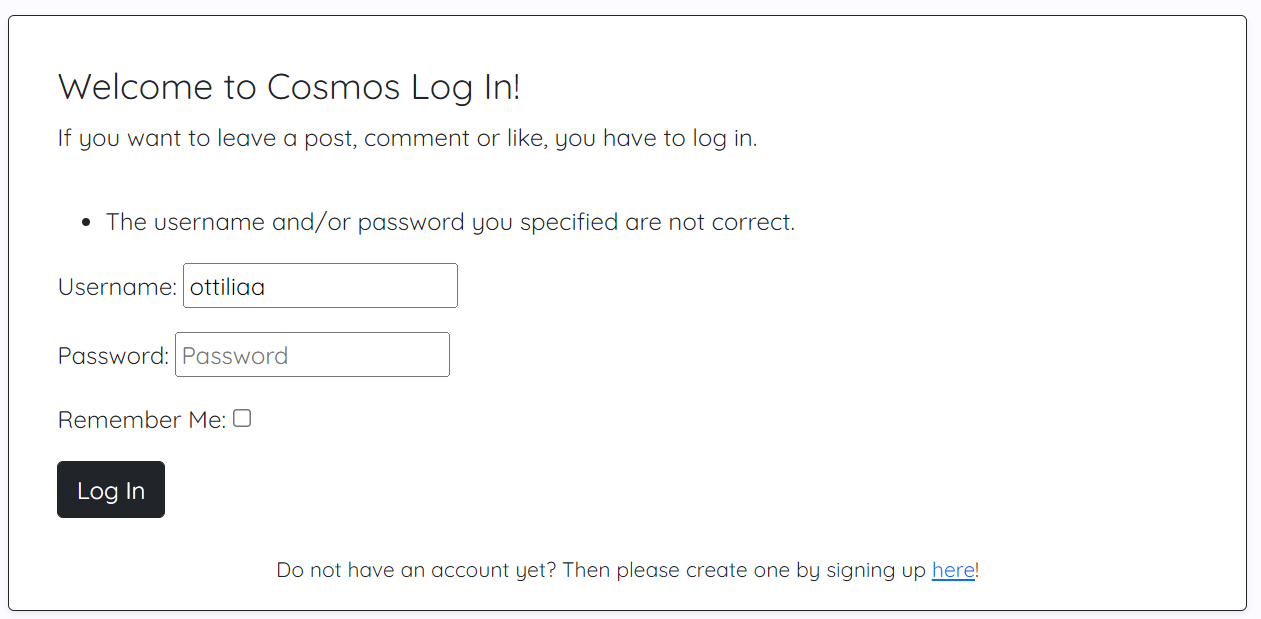 Welcome to Cosmos Log In!
If you want to leave a post, comment or like, you have to log in.
• The username and/or password you specified are not correct.
Username: ottiliaa
Password: Password
Remember Me:
Log In
Do not have an account yet? Then please create one by signing up here!